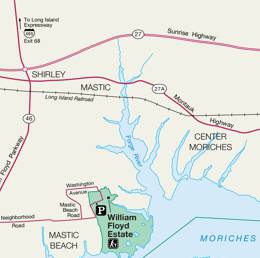 To Long Island
Expressway
495
Exit 68
27
Sunrise Highway
SHIRLEY
MASTIC
27A
Montauk
Highway
Long Island Railroad
46
CENTER
MORICHES
Forge River
Floyd Parkway
Washington
Avenue
Mastic
Beach
Road
P
William
Floyd
Estate
Neighborhood
Road
MASTIC
BEACH
MORICHES